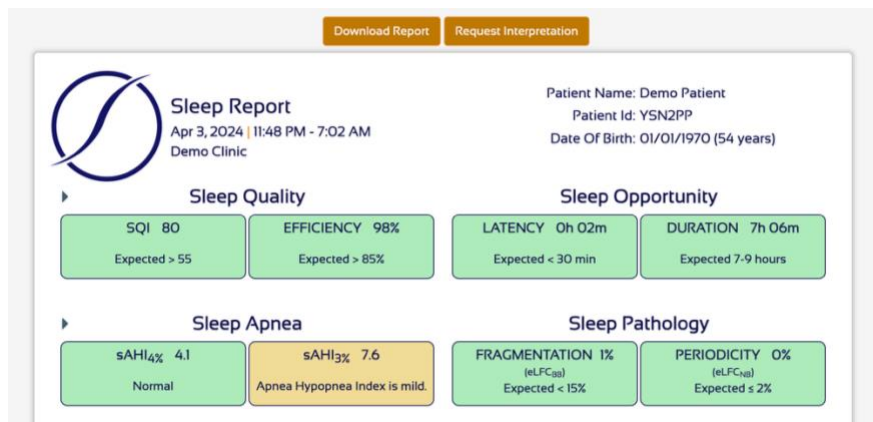 Download Report
Request Interpretation
Sleep Report
Apr 3, 2024 | 11:48 PM - 7:02 AM
Demo Clinic
Patient Name: Demo Patient
Patient Id: YSN2PP
Date Of Birth: 01/01/1970 (54 years)
Sleep Quality
SQI 80
Expected > 55
EFFICIENCY 98%
Expected > 85%
Sleep Opportunity
LATENCY 0h 02m
Expected < 30 min
DURATION 7h 06m
Expected 7-9 hours
Sleep Apnea
sAHI4% 4.1
Normal
sAHI3% 7.6
Apnea Hypopnea Index is mild.
Sleep Pathology
FRAGMENTATION 1%
(eLFCBB)
Expected < 15%
PERIODICITY 0%
(eLFCNB)
Expected ≤ 2%